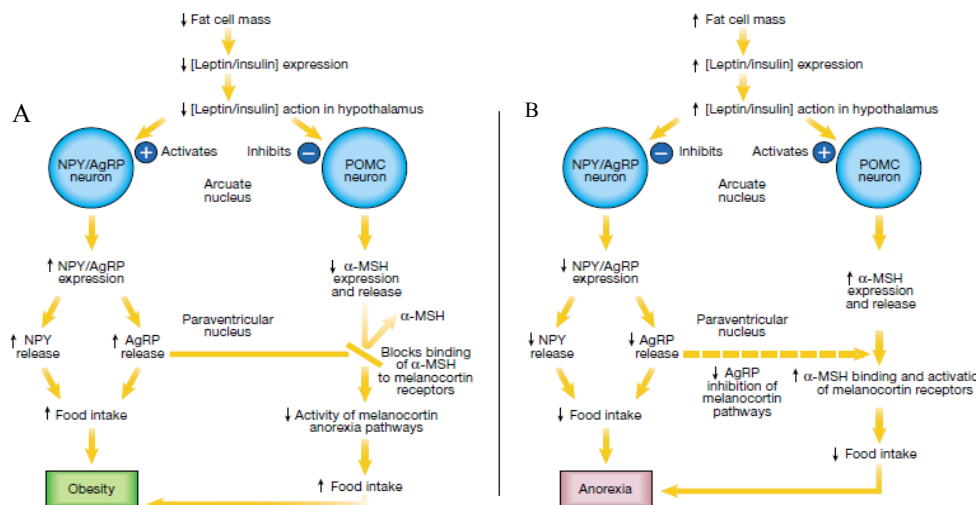 ↓ Fat cell mass
↓ [Leptin/insulin] expression
↓ [Leptin/insulin] action in hypothalamus
A
NPY/AgRP
neuron
+ Activates
Inhibits −
POMC
neuron
Arcuate
nucleus
↑ NPY/AgRP
expression
↓ α-MSH
expression
and release
↑ NPY
release
↑ AgRP
release
Paraventricular
nucleus
α-MSH
Blocks binding
of α-MSH
to melanocortin
receptors
↑ Food intake
↓ Activity of melanocortin
anorexia pathways
Obesity
↑ Food intake
↑ Fat cell mass
↑ [Leptin/insulin] expression
↑ [Leptin/insulin] action in hypothalamus
B
NPY/AgRP
neuron
− Inhibits
Activates +
POMC
neuron
Arcuate
nucleus
↓ NPY/AgRP
expression
↑ α-MSH
expression
and release
↓ NPY
release
↓ AgRP
release
Paraventricular
nucleus
↓ AgRP
inhibition of
melanocortin
pathways
↑ α-MSH binding and activation
of melanocortin receptors
↓ Food intake
↓ Food intake
Anorexia